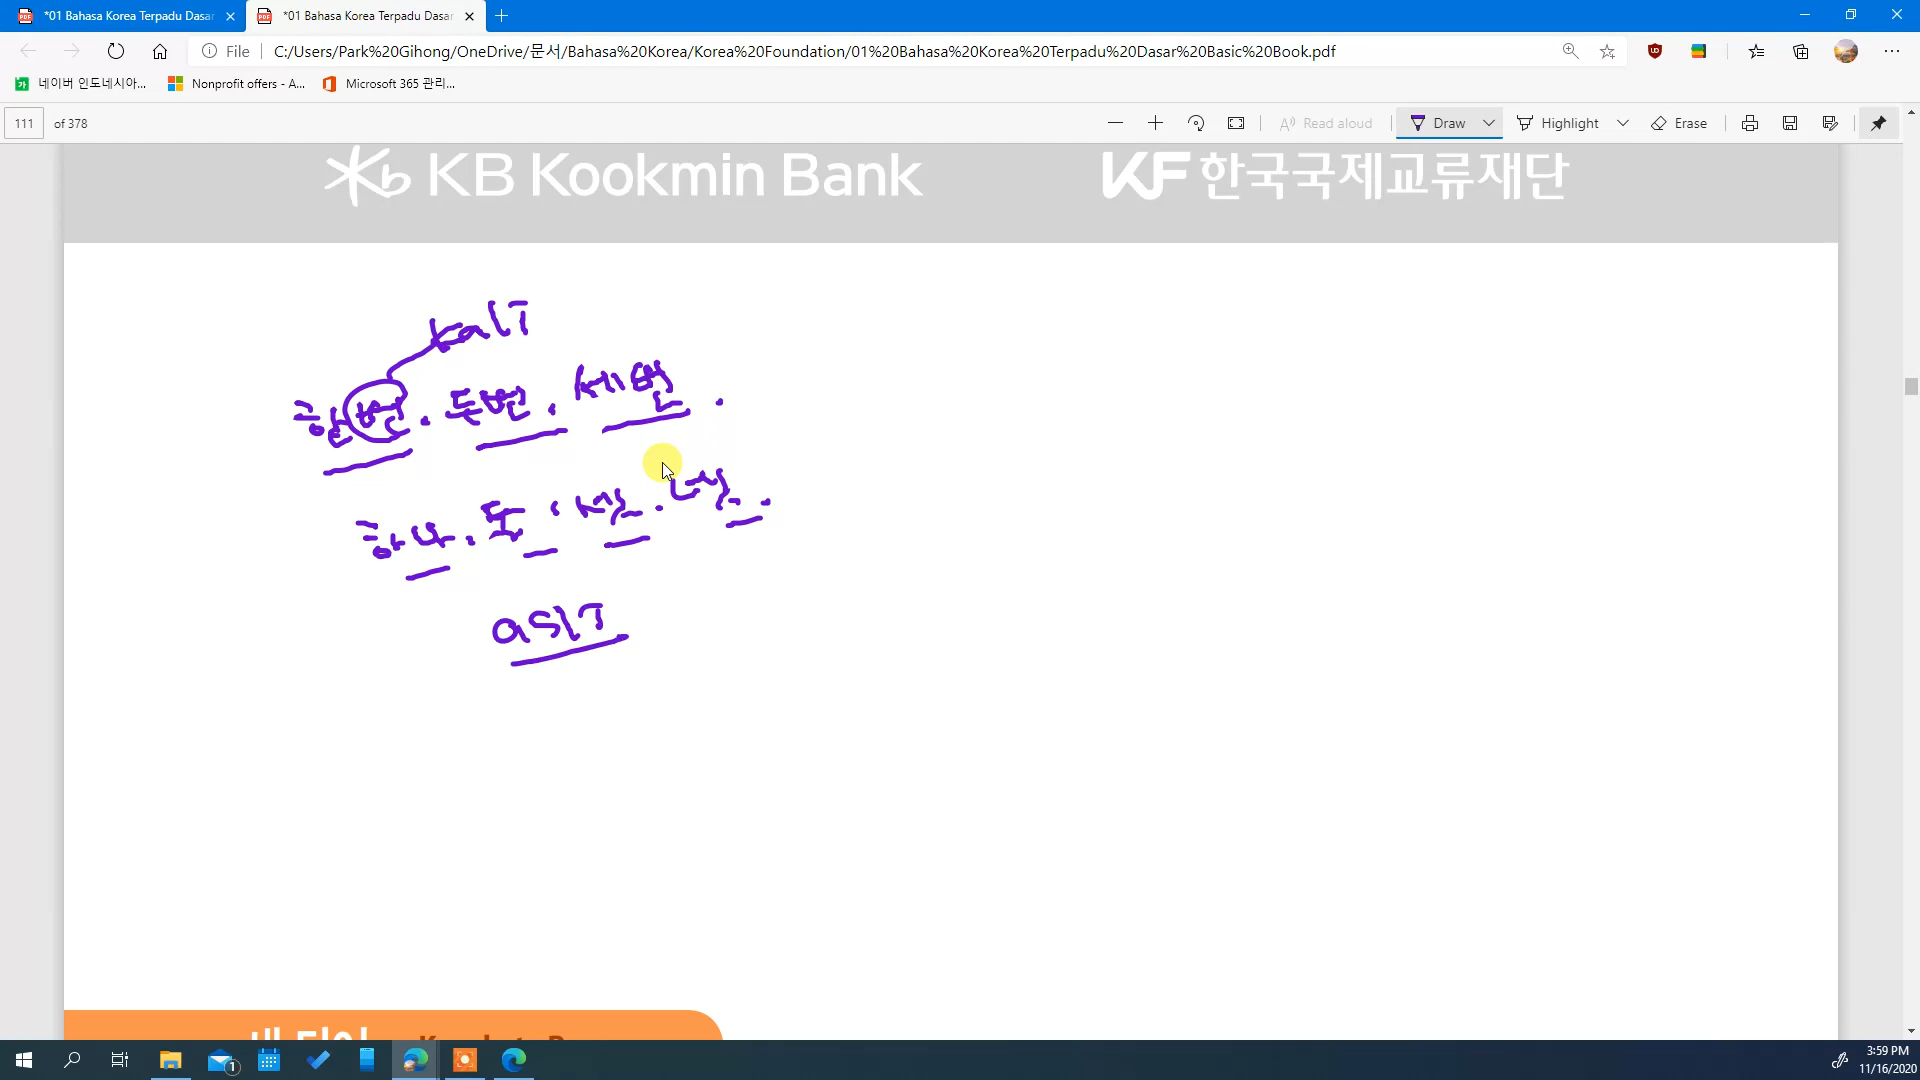 *01 Bahasa Korea Terpadu Dasar
*01 Bahasa Korea Terpadu Dasar
File C:/Users/Park%20Gihong/OneDrive/문서/Bahasa%20Korea/Korea%20Foundation/01%20Bahasa%20Korea%20Terpadu%20Dasar%20Basic%20Book.pdf
네이버 인도네시아... Nonprofit offers - A... Microsoft 365 관리...
111 of 378 Read aloud Draw Highlight Erase
KB Kookmin Bank KF 한국국제교류재단
kali
한번. 두번. 세번.
하나. 둘. 셋. 넷.
asli
3:59 PM
11/16/2020